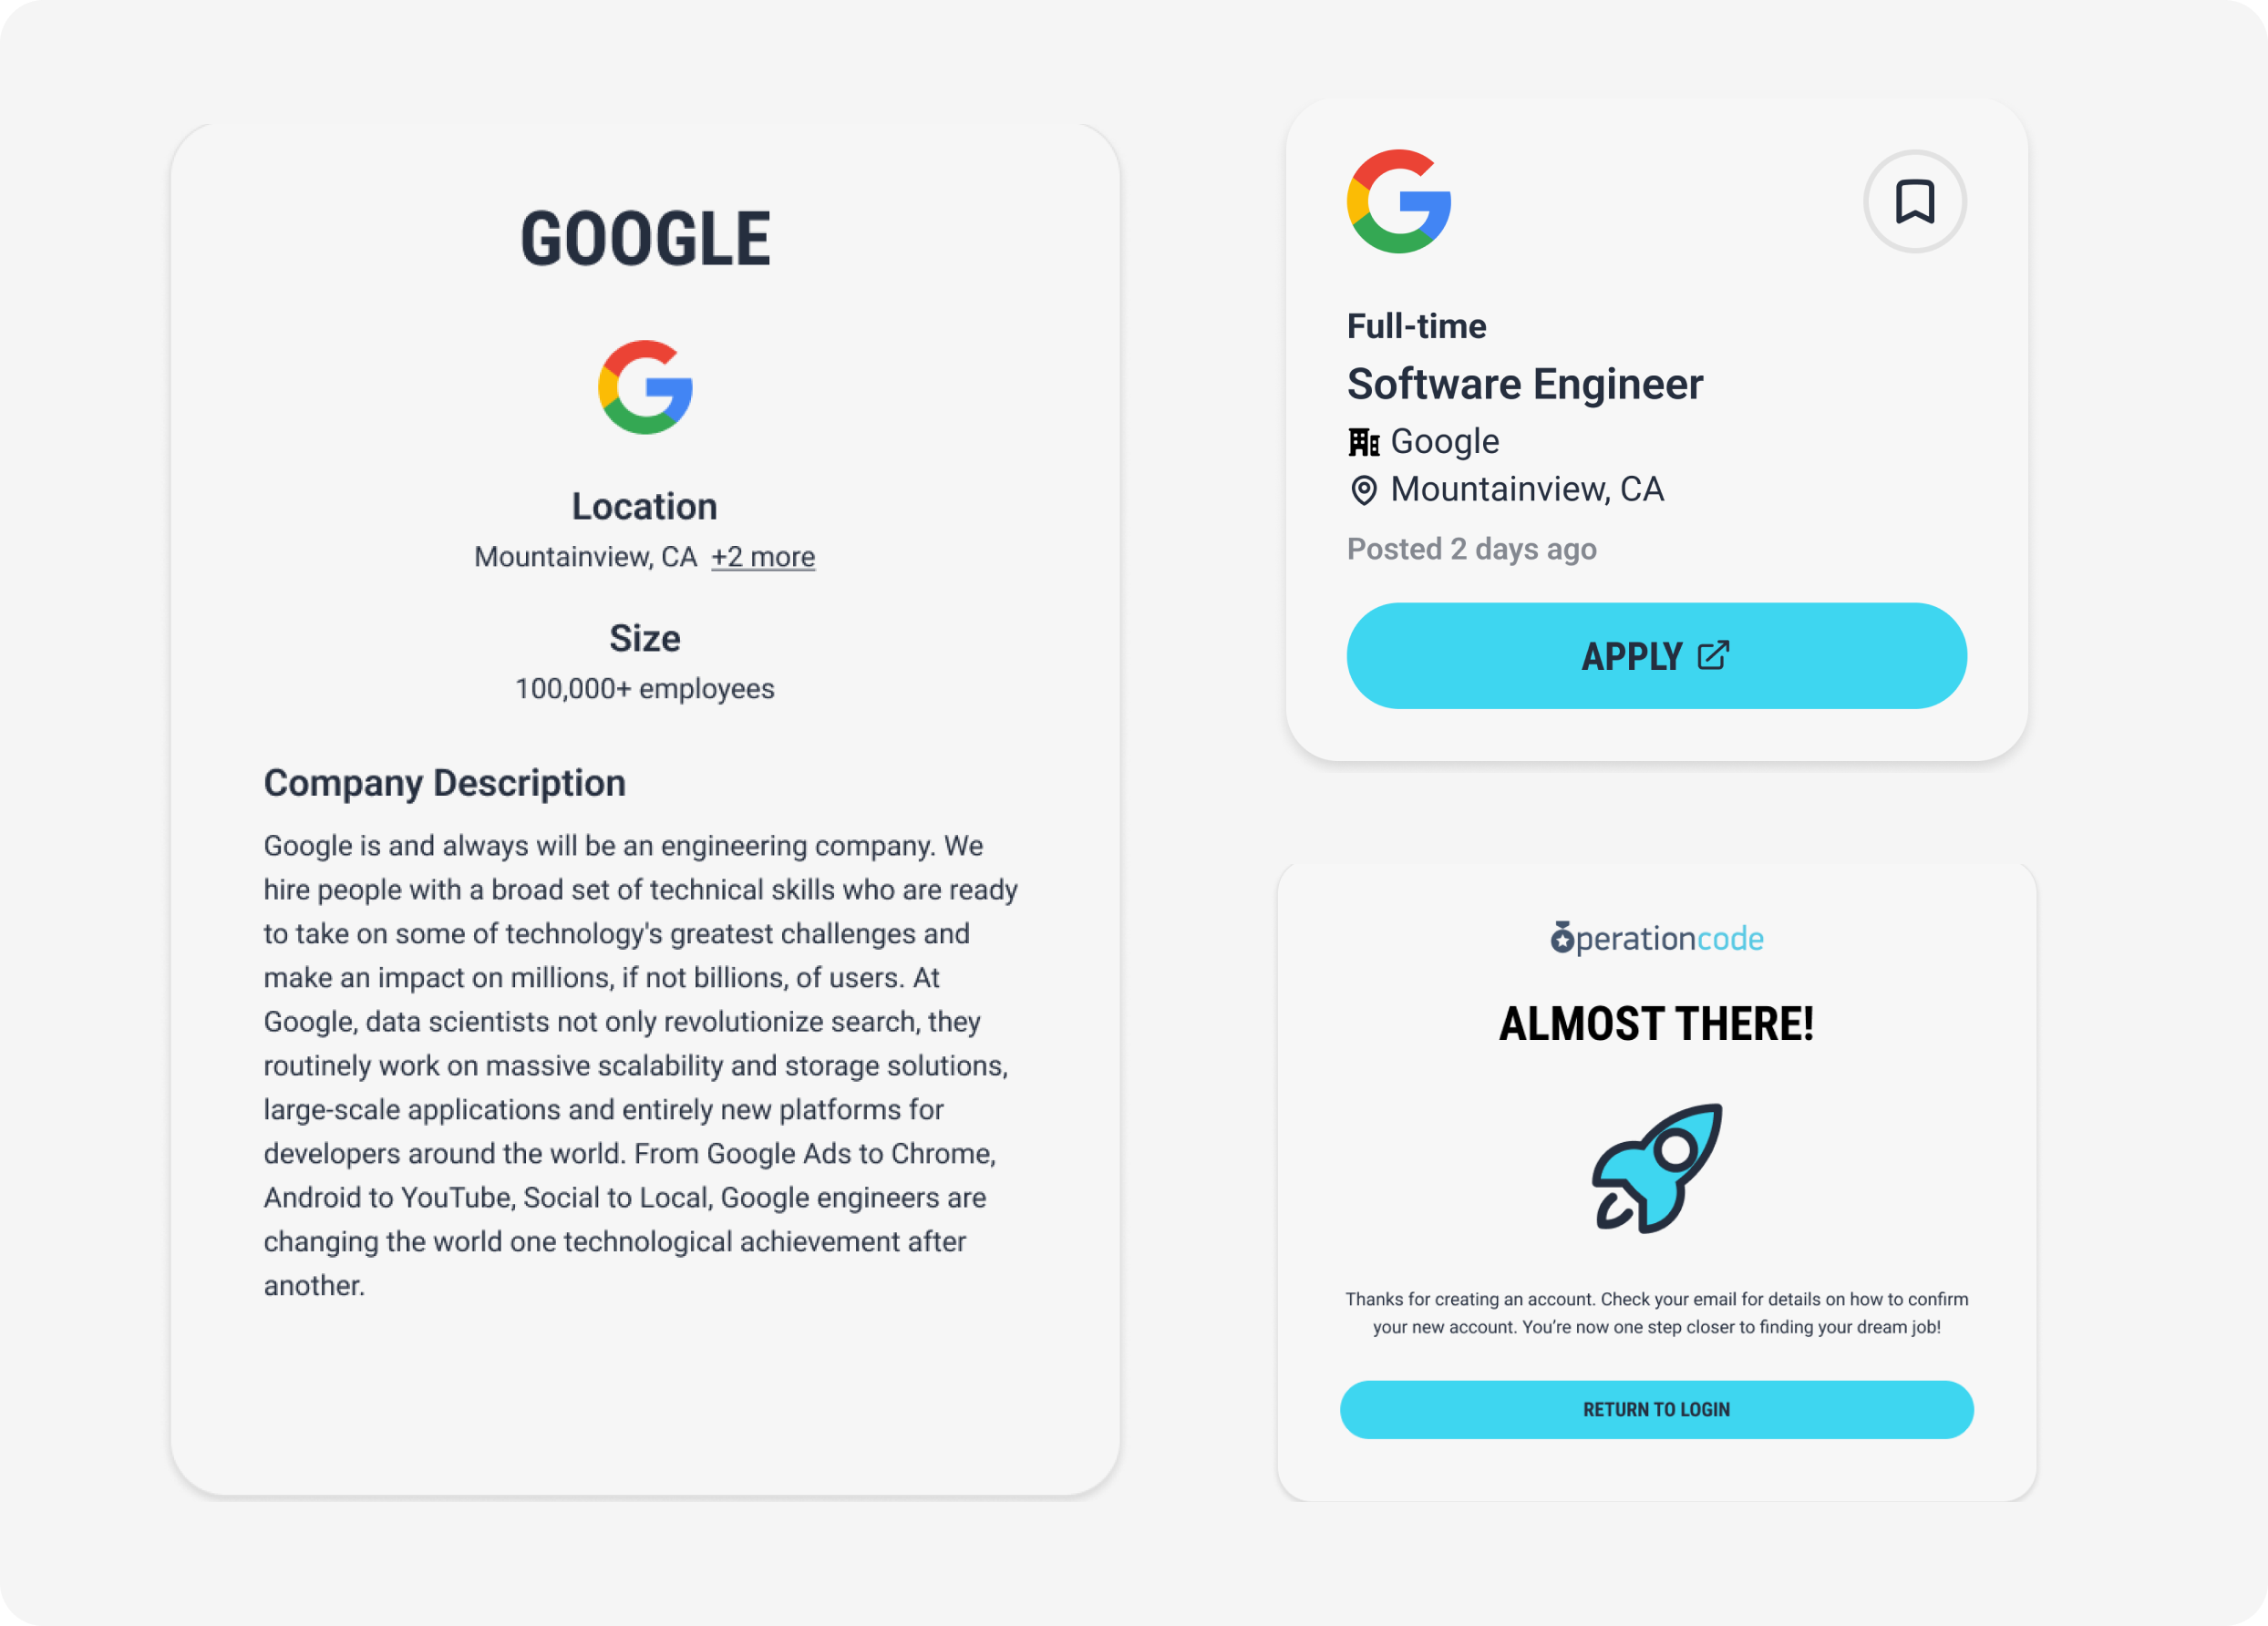 GOOGLE
Location
Mountainview, CA +2 more
Size
100,000+ employees
Company Description
Google is and always will be an engineering company. We
hire people with a broad set of technical skills who are ready
to take on some of technology's greatest challenges and
make an impact on millions, if not billions, of users. At
Google, data scientists not only revolutionize search, they
routinely work on massive scalability and storage solutions,
large-scale applications and entirely new platforms for
developers around the world. From Google Ads to Chrome,
Android to YouTube, Social to Local, Google engineers are
changing the world one technological achievement after
another.
Full-time
Software Engineer
Google
Mountainview, CA
Posted 2 days ago
APPLY
operationcode
ALMOST THERE!
Thanks for creating an account. Check your email for details on how to confirm
your new account. You’re now one step closer to finding your dream job!
RETURN TO LOGIN